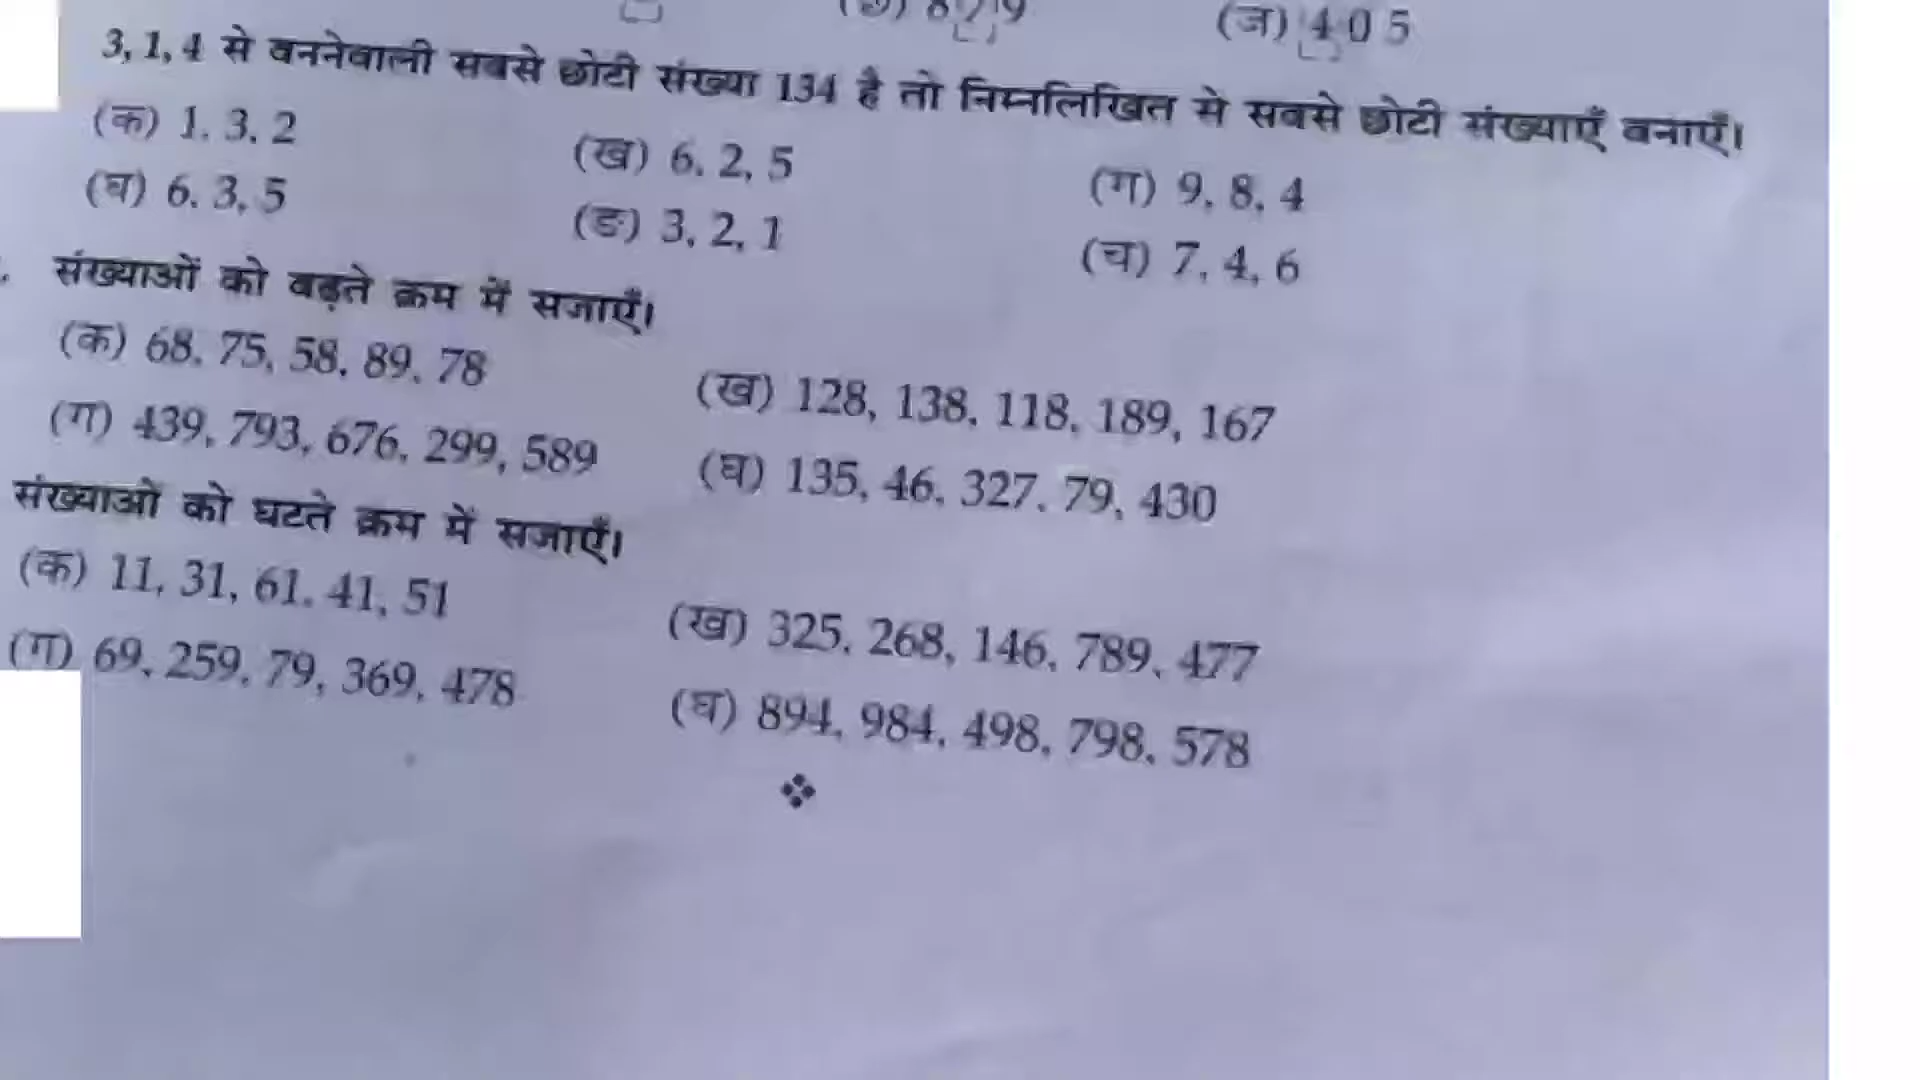 (छ) 8 7 9 (ज) 4 0 5
3, 1, 4 से बननेवाली सबसे छोटी संख्या 134 है तो निम्नलिखित से सबसे छोटी संख्याएँ बनाएँ।
(क) 1, 3, 2 (ख) 6, 2, 5 (ग) 9, 8, 4
(घ) 6, 3, 5 (ङ) 3, 2, 1 (च) 7, 4, 6
संख्याओं को बढ़ते क्रम में सजाएँ।
(क) 68, 75, 58, 89, 78 (ख) 128, 138, 118, 189, 167
(ग) 439, 793, 676, 299, 589 (घ) 135, 46, 327, 79, 430
संख्याओं को घटते क्रम में सजाएँ।
(क) 11, 31, 61, 41, 51 (ख) 325, 268, 146, 789, 477
(ग) 69, 259, 79, 369, 478 (घ) 894, 984, 498, 798, 578